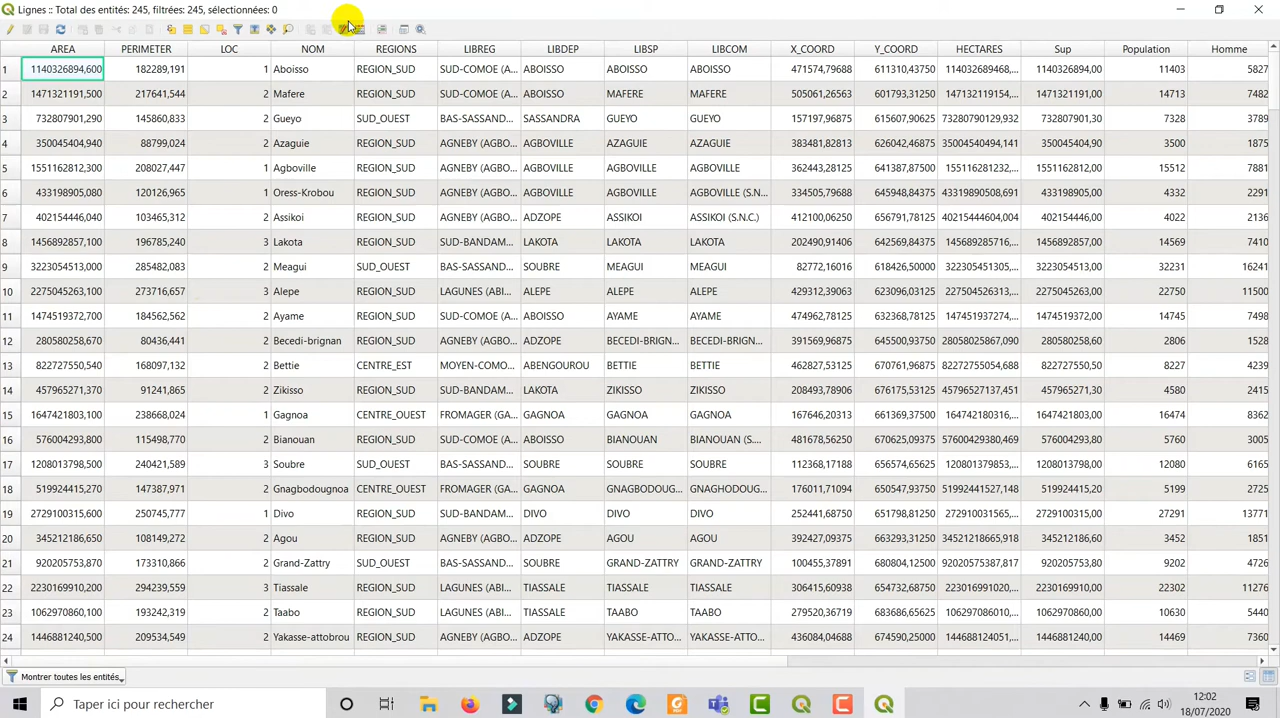 Lignes :: Total des entités: 245, filtrées: 245, sélectionnées: 0
AREA PERIMETER LOC NOM REGIONS LIBREG LIBDEP LIBSP LIBCOM X_COORD Y_COORD HECTARES Sup Population Homme
1 1140326894,600 182289,191 1 Aboisso REGION_SUD SUD-COMOE (A... ABOISSO ABOISSO ABOISSO 471574,79688 611310,43750 114032689468,... 1140326894,00 11403 5827
2 1471321191,500 217641,544 2 Mafere REGION_SUD SUD-COMOE (A... ABOISSO MAFERE MAFERE 505061,26563 601793,31250 147132119154,... 1471321191,00 14713 7482
3 732807901,290 145860,833 2 Gueyo SUD_OUEST BAS-SASSAND... SASSANDRA GUEYO GUEYO 157197,96875 615607,90625 73280790129,932 732807901,30 7328 3789
4 350045404,940 88799,024 2 Azaguie REGION_SUD AGNEBY (AGBO... AGBOVILLE AZAGUIE AZAGUIE 383481,82813 626042,46875 35004540494,141 350045404,90 3500 1875
5 1551162812,300 208027,447 1 Agboville REGION_SUD AGNEBY (AGBO... AGBOVILLE AGBOVILLE AGBOVILLE 362443,28125 641387,87500 155116281226,... 1551162812,00 15512 7881
6 433198905,080 120126,965 1 Oress-Krobou REGION_SUD AGNEBY (AGBO... AGBOVILLE AGBOVILLE AGBOVILLE (S.N... 334505,79688 645948,84375 43319890508,691 433198905,10 4332 2291
7 402154446,040 103465,312 2 Assikoi REGION_SUD AGNEBY (AGBO... ADZOPE ASSIKOI ASSIKOI (S.N.C.) 412100,06250 656791,78125 40215444604,004 402154446,00 4022 2136
8 1456892857,100 196785,240 3 Lakota REGION_SUD SUD-BANDAM... LAKOTA LAKOTA LAKOTA 202490,91406 642569,84375 145689285716,... 1456892857,00 14569 7410
9 3223054513,000 285482,083 2 Meagui SUD_OUEST BAS-SASSAND... SOUBRE MEAGUI MEAGUI 82772,16016 618426,50000 322305451305,... 3223054513,00 32231 16241
10 2275045263,100 273716,657 3 Alepe REGION_SUD LAGUNES (ABI... ALEPE ALEPE ALEPE 429312,39063 623096,03125 227504526313,... 2275045263,00 22750 11500
11 1474519372,700 184562,562 2 Ayame REGION_SUD SUD-COMOE (A... ABOISSO AYAME AYAME 474962,78125 632368,78125 147451937270,... 1474519372,00 14745 7498
12 280580258,670 80436,441 2 Becedi-brignan REGION_SUD AGNEBY (AGBO... ADZOPE BECEDI-BRIGN... BECEDI-BRIGN... 391569,96875 645500,93750 28058025867,090 280580258,60 2806 1528
13 822727550,540 168097,132 2 Bettie CENTRE_EST MOYEN-COMO... ABENGOUROU BETTIE BETTIE 462827,53125 670761,96875 82272755054,688 822727550,50 8227 4239
14 457965271,370 91241,865 2 Zikisso REGION_SUD SUD-BANDAM... LAKOTA ZIKISSO ZIKISSO 208493,78906 676175,53125 45796527137,451 457965271,30 4580 2415
15 1647421803,100 238668,024 1 Gagnoa CENTRE_OUEST FROMAGER (G... GAGNOA GAGNOA GAGNOA 167646,20313 661369,37500 164742180316,... 1647421803,00 16474 8362
16 576004293,800 115498,770 2 Bianouan REGION_SUD SUD-COMOE (A... ABOISSO BIANOUAN BIANOUAN (S.... 481678,56250 670625,09375 57600429380,469 576004293,80 5760 3005
17 1208013798,500 240421,589 3 Soubre SUD_OUEST BAS-SASSAND... SOUBRE SOUBRE SOUBRE 112368,17188 656574,65625 120801379853,... 1208013798,00 12080 6165
18 519924415,270 147387,971 2 Gnagbodougnoa CENTRE_OUEST FROMAGER (G... GAGNOA GNAGBODOUG... GNAGHODOUG... 176011,71094 650547,93750 51992441527,148 519924415,20 5199 2725
19 2729100315,600 250745,777 1 Divo REGION_SUD SUD-BANDAM... DIVO DIVO DIVO 252441,68750 651798,81250 272910031565,... 2729100315,00 27291 13771
20 345212186,650 108149,272 2 Agou REGION_SUD AGNEBY (AGBO... ADZOPE AGOU AGOU 392427,09375 663293,31250 34521218665,918 345212186,60 3452 1851
21 920205753,870 173310,866 2 Grand-Zattry SUD_OUEST BAS-SASSAND... SOUBRE GRAND-ZATTRY GRAND-ZATTRY 100455,37891 680804,12500 92020575387,817 920205753,80 9202 4726
22 2230169910,200 294239,559 3 Tiassale REGION_SUD LAGUNES (ABI... TIASSALE TIASSALE TIASSALE 306415,60938 654732,68750 223016991026,... 2230169910,00 22302 11276
23 1062970860,100 193242,319 2 Taabo REGION_SUD LAGUNES (ABI... TIASSALE TAABO TAABO 279520,36719 683686,65625 106297086010,... 1062970860,00 10630 5440
24 1446881240,500 209534,549 2 Yakasse-attobrou REGION_SUD AGNEBY (AGBO... ADZOPE YAKASSE-ATTO... YAKASSE-ATTO... 436084,04688 674590,25000 144688124051,... 1446881240,00 14469 7360
Montrer toutes les entités
Taper ici pour rechercher
12:02
18/07/2020